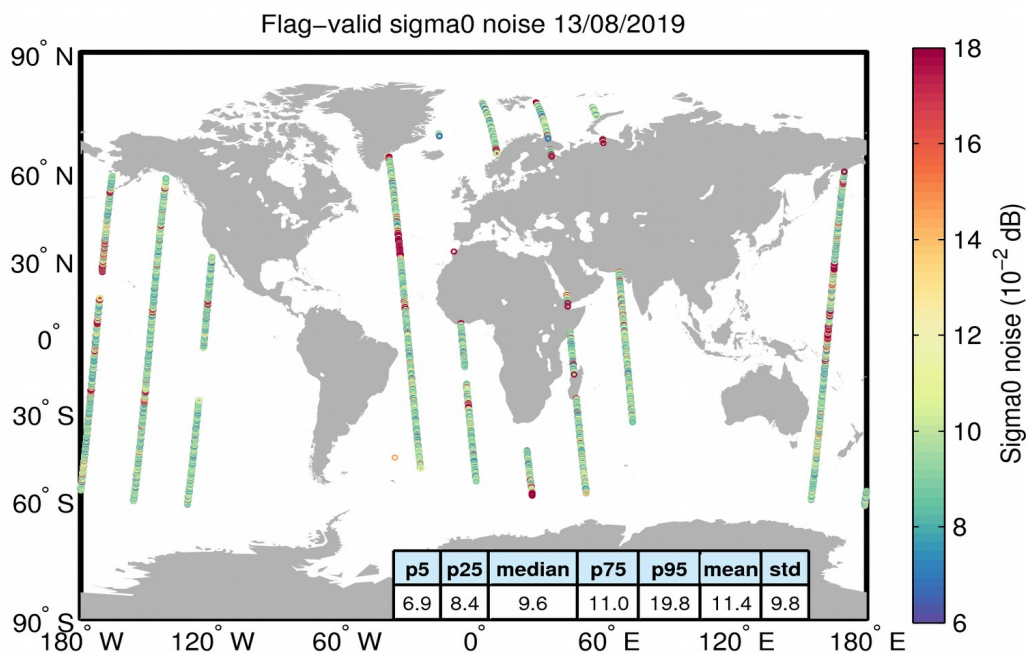 Flag−valid sigma0 noise 13/08/2019
90° N
60° N
30° N
0°
30° S
60° S
90° S
180° W
120° W
60° W
0°
60° E
120° E
180° E
p5 p25 median p75 p95 mean std
6.9 8.4 9.6 11.0 19.8 11.4 9.8
18
16
14
12
10
8
6
Sigma0 noise (10⁻² dB)